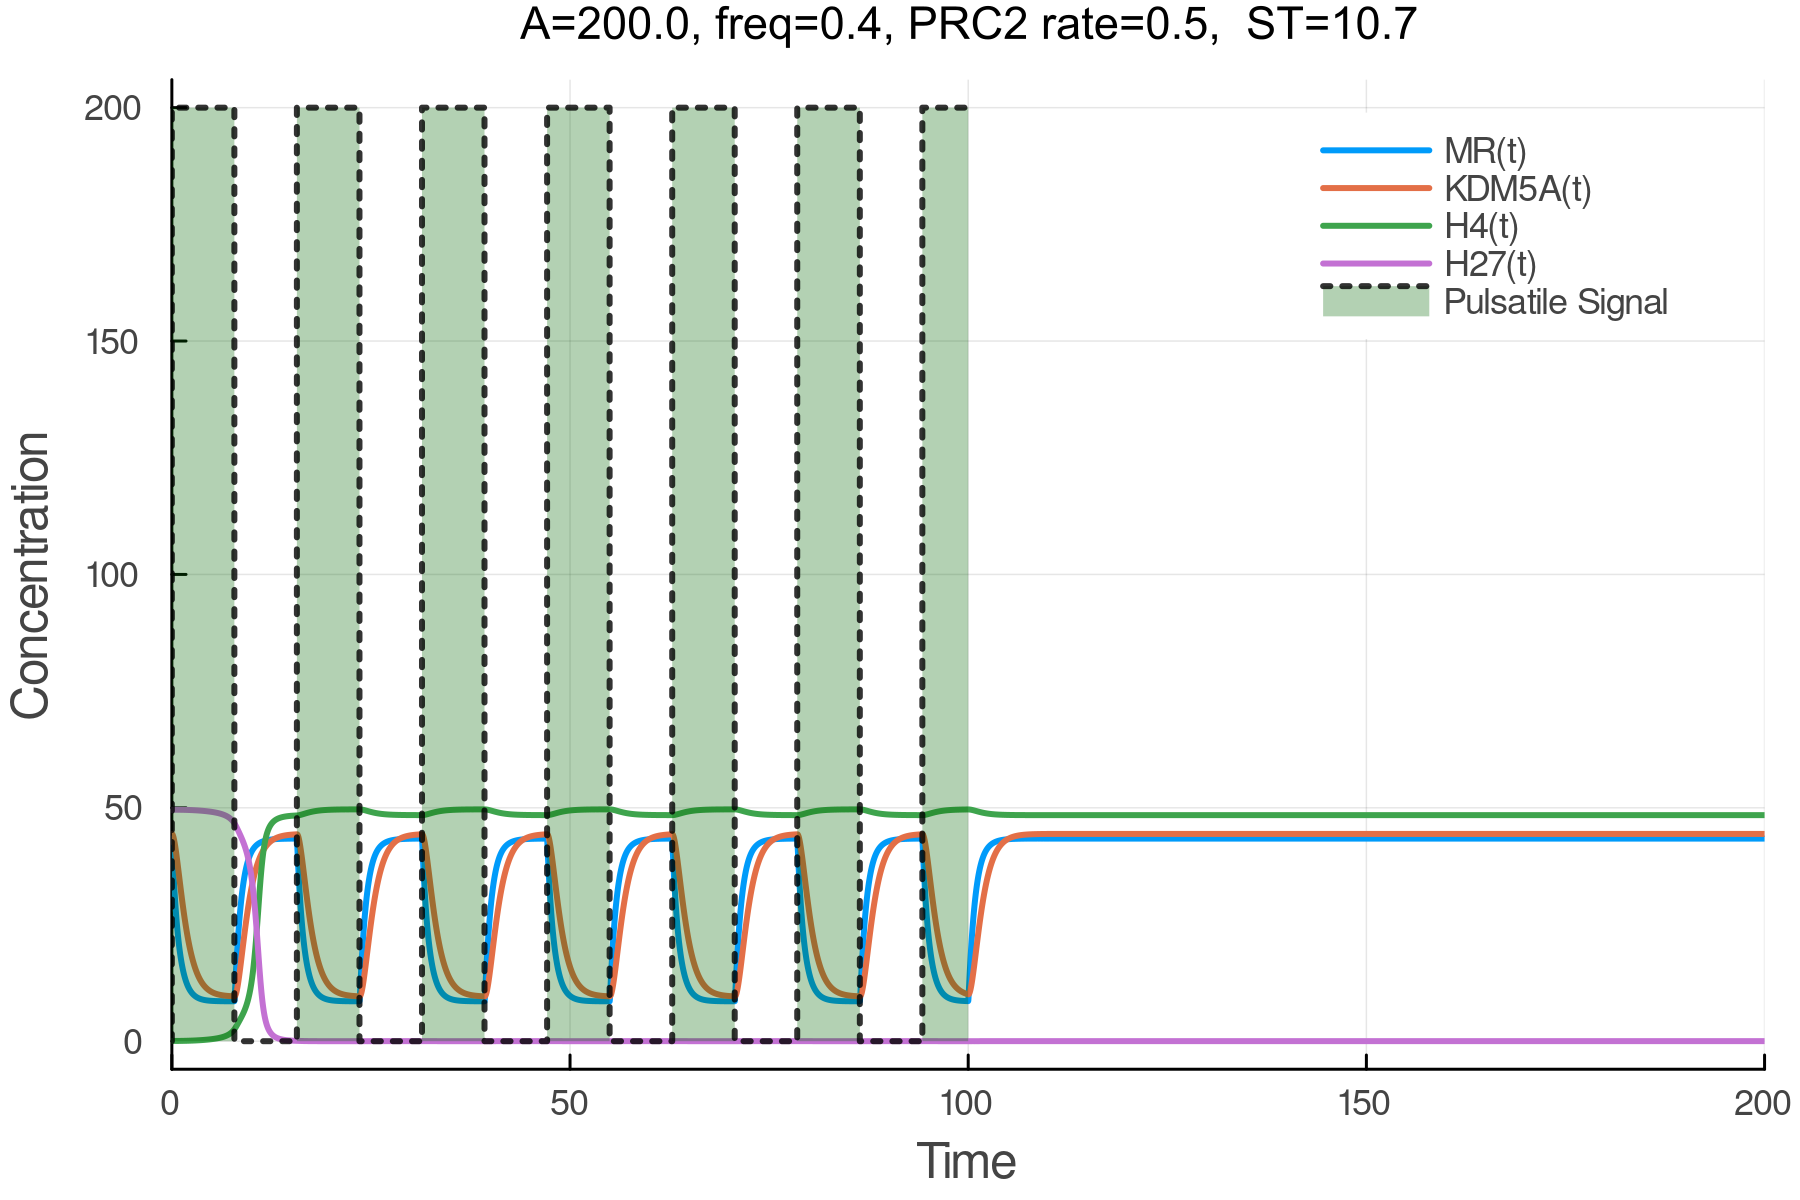 A=200.0, freq=0.4, PRC2 rate=0.5, ST=10.7
200
150
100
50
0
Concentration
MR(t)
KDM5A(t)
H4(t)
H27(t)
Pulsatile Signal
0 50 100 150 200
Time